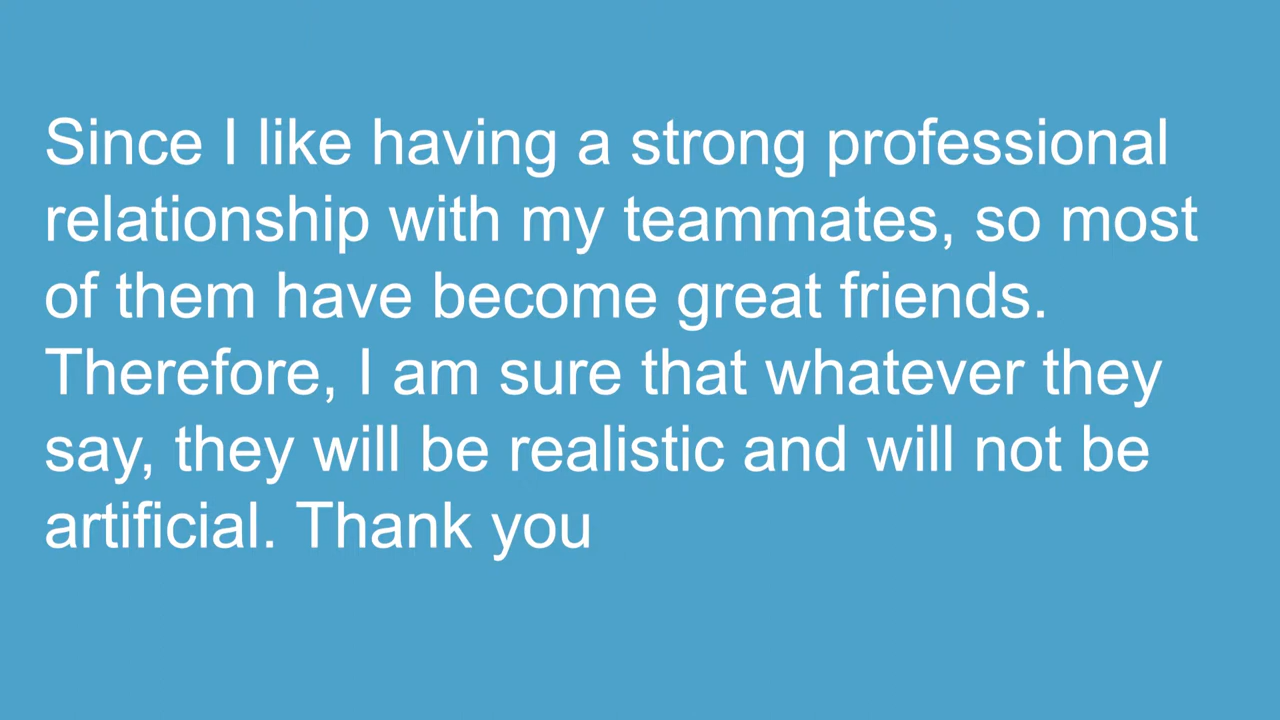 Since I like having a strong professional
relationship with my teammates, so most
of them have become great friends.
Therefore, I am sure that whatever they
say, they will be realistic and will not be
artificial. Thank you